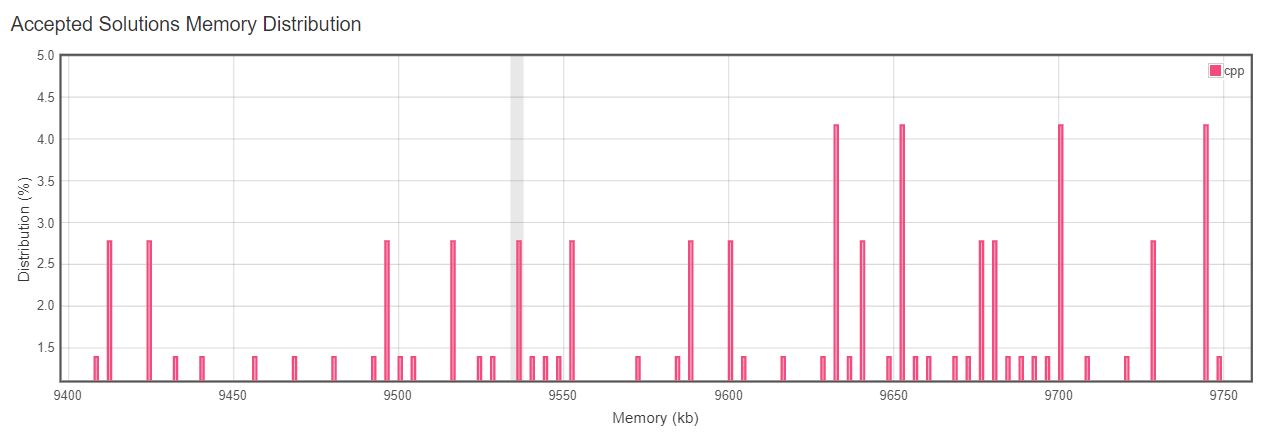 Accepted Solutions Memory Distribution
5.0
cpp
4.5
4.0
3.5
3.0
2.5
2.0
1.5
Distribution (%)
9400 9450 9500 9550 9600 9650 9700 9750
Memory (kb)